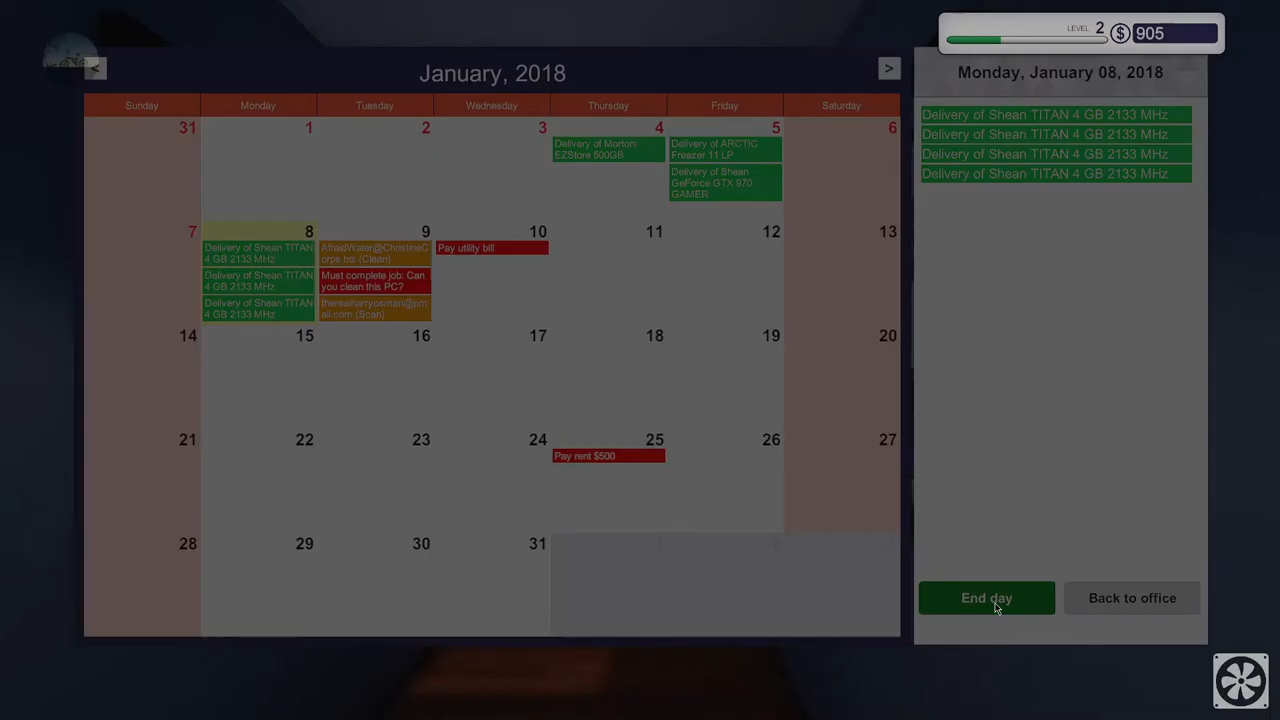 LEVEL 2 $ 905
< January, 2018 >
Monday, January 08, 2018
Sunday Monday Tuesday Wednesday Thursday Friday Saturday
31 1 2 3 4 5 6
Delivery of Mortoni
EZStore 500GB
Delivery of ARCTIC
Freezer 11 LP
Delivery of Shean
GeForce GTX 970
GAMER
7 8 9 10 11 12 13
Delivery of Shean TITAN
4 GB 2133 MHz
Delivery of Shean TITAN
4 GB 2133 MHz
Delivery of Shean TITAN
4 GB 2133 MHz
AfraidWater@ChristineC
orps.biz (Clean)
Must complete job: Can
you clean this PC?
therealharryosman@pm
ail.com (Scan)
Pay utility bill
14 15 16 17 18 19 20
21 22 23 24 25 26 27
Pay rent $500
28 29 30 31 1 2 3
Delivery of Shean TITAN 4 GB 2133 MHz
Delivery of Shean TITAN 4 GB 2133 MHz
Delivery of Shean TITAN 4 GB 2133 MHz
Delivery of Shean TITAN 4 GB 2133 MHz
End day
Back to office